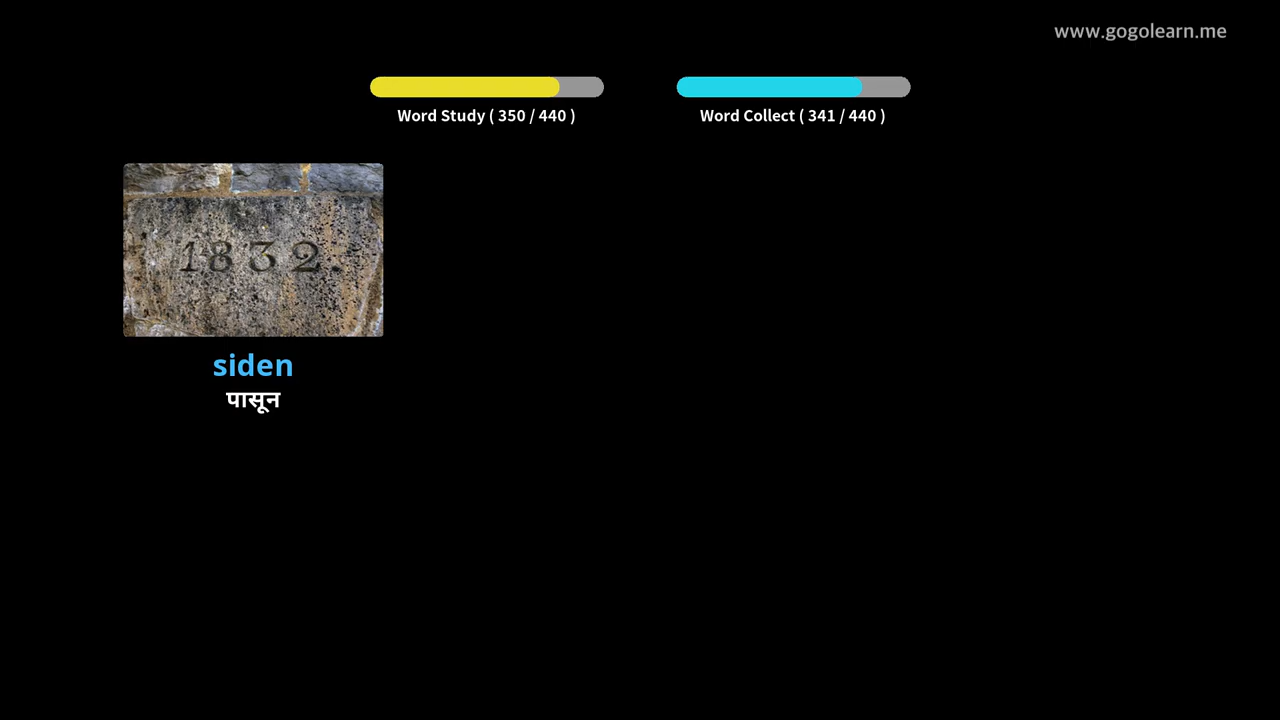 www.gogolearn.me
Word Study ( 350 / 440 )
Word Collect ( 341 / 440 )
1832.
siden
पासून